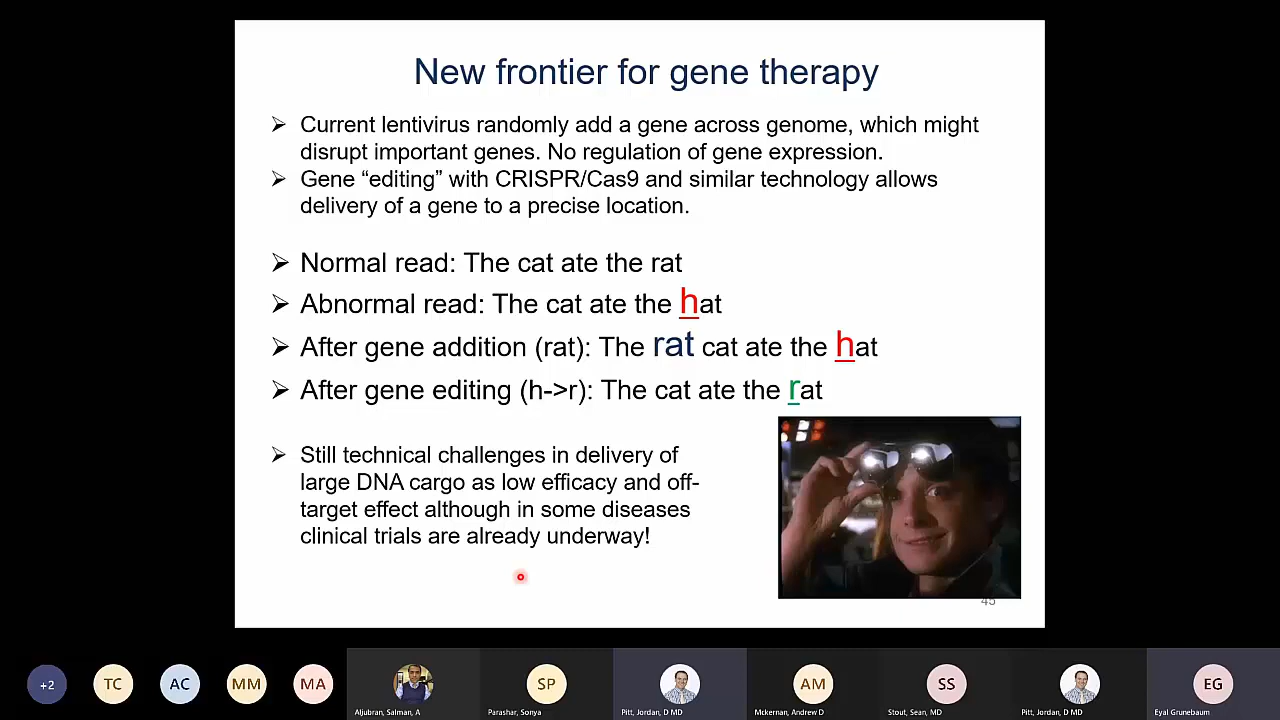 New frontier for gene therapy
➢ Current lentivirus randomly add a gene across genome, which might
disrupt important genes. No regulation of gene expression.
➢ Gene “editing” with CRISPR/Cas9 and similar technology allows
delivery of a gene to a precise location.
➢ Normal read: The cat ate the rat
➢ Abnormal read: The cat ate the hat
➢ After gene addition (rat): The rat cat ate the hat
➢ After gene editing (h->r): The cat ate the rat
➢ Still technical challenges in delivery of
large DNA cargo as low efficacy and off-
target effect although in some diseases
clinical trials are already underway!
45
+2
TC
AC
MM
MA
SP
AM
SS
EG
Aljubran, Salman, A
Parashar, Sonya
Pitt, Jordan, D MD
Mckernan, Andrew D
Stout, Sean, MD
Pitt, Jordan, D MD
Eyal Grunebaum